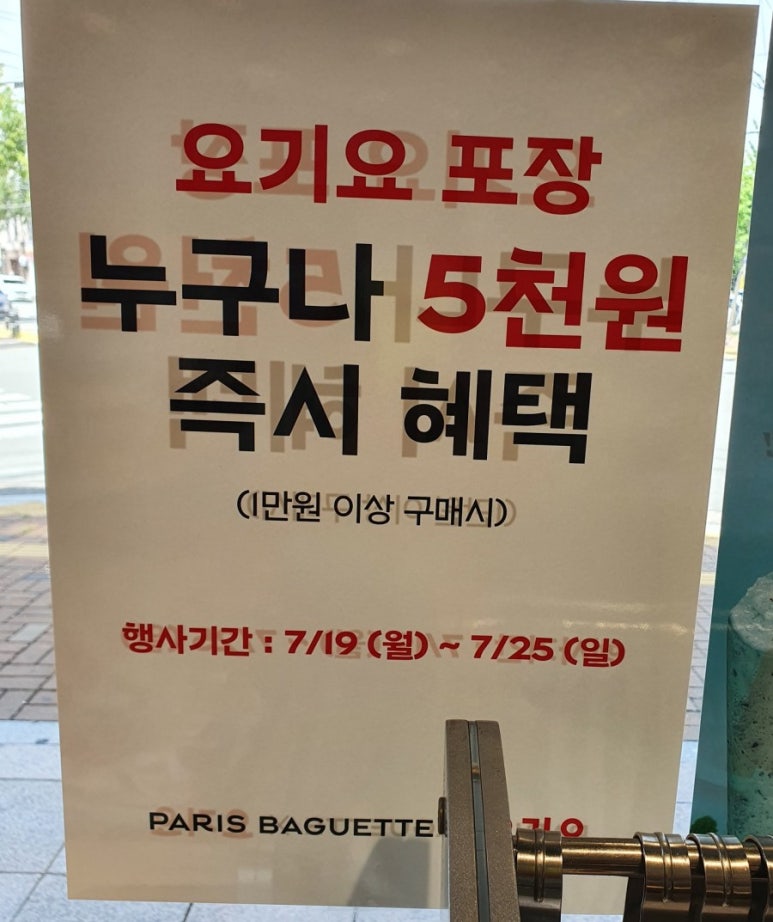 요기요 포장
누구나 5천원
즉시 혜택
(1만원 이상 구매시)
행사기간 : 7/19 (월) ~ 7/25 (일)
PARIS BAGUETTE